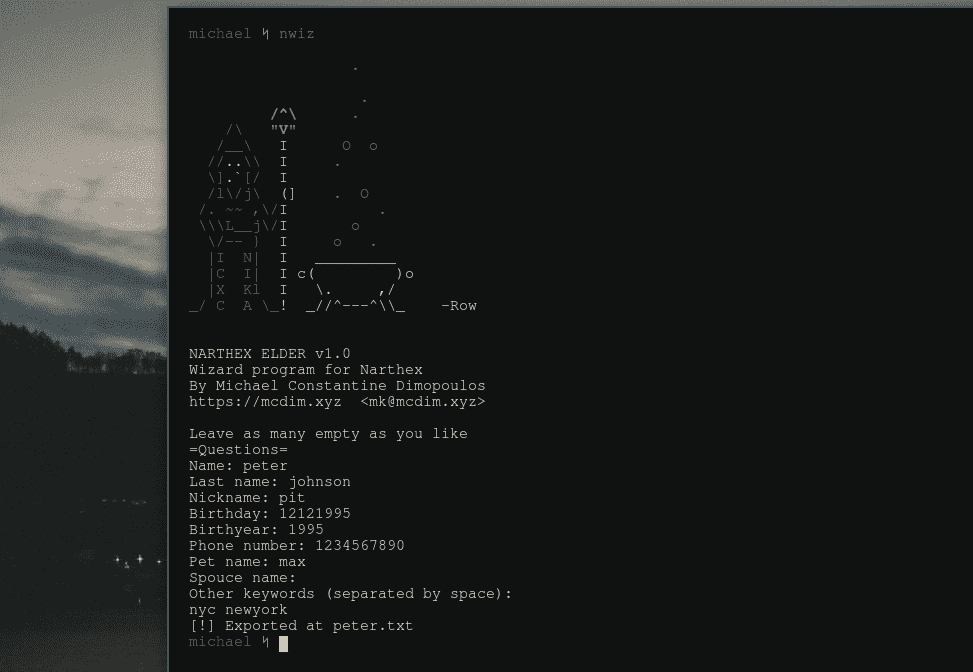 michael ϟ nwiz
.
.
/^\ .
/\ "V"
/__\ I O o
//..\\ I .
\].`[/ I
/l\/j\ (] . O
/. ~~ ,\/I .
\\\L__j\/I o
\/-- } I o .
|I N| I _________
|C I| I c( )o
|X Kl I \. ,/
_/ C A \_! _//^---^\\_ -Row
NARTHEX ELDER v1.0
Wizard program for Narthex
By Michael Constantine Dimopoulos
https://mcdim.xyz <mk@mcdim.xyz>
Leave as many empty as you like
=Questions=
Name: peter
Last name: johnson
Nickname: pit
Birthday: 12121995
Birthyear: 1995
Phone number: 1234567890
Pet name: max
Spouce name:
Other keywords (separated by space):
nyc newyork
[!] Exported at peter.txt
michael ϟ